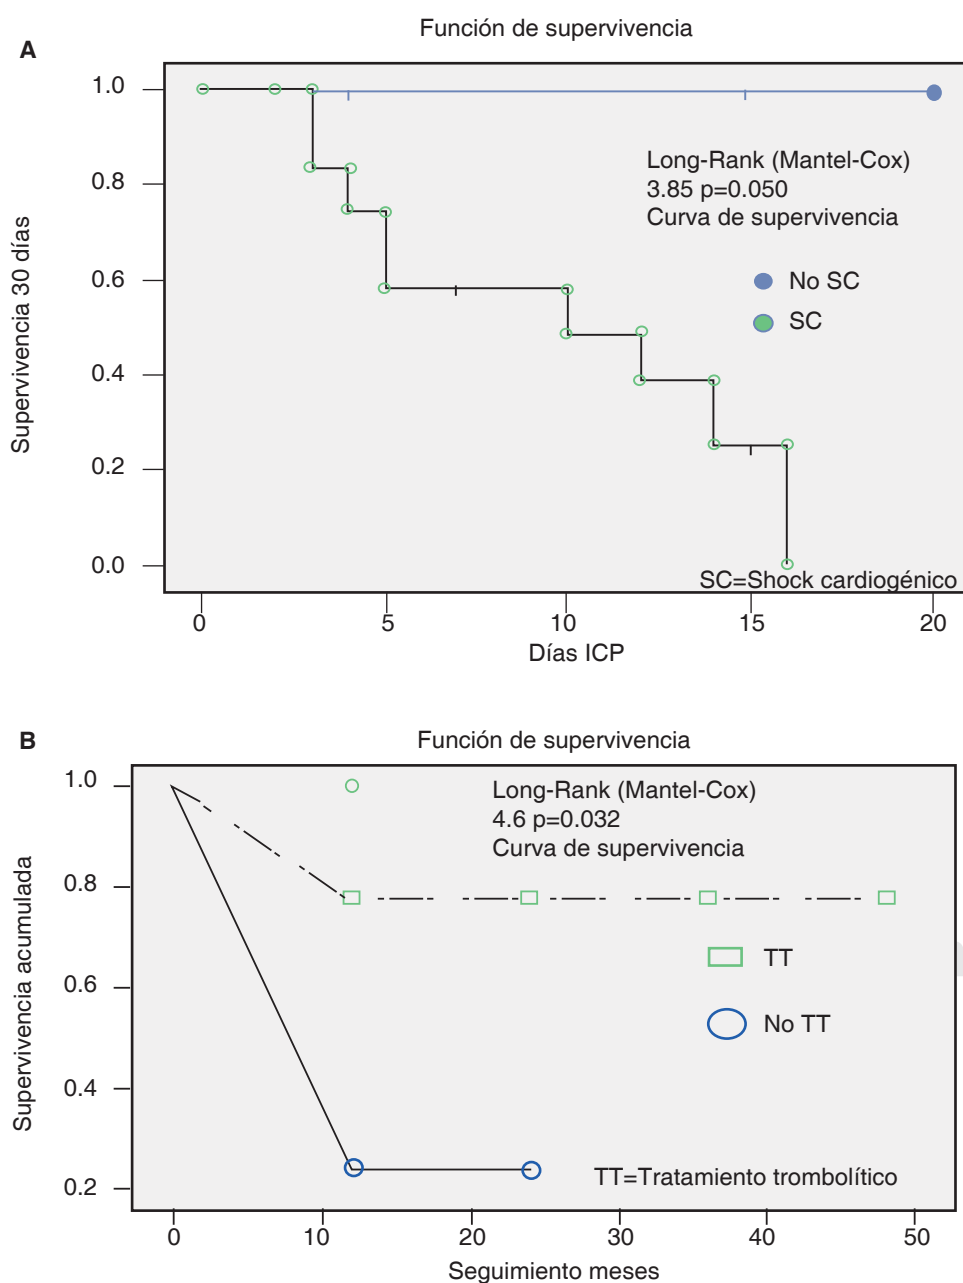 A
Función de supervivencia
Supervivencia 30 días
1.0
0.8
0.6
0.4
0.2
0.0
Long-Rank (Mantel-Cox)
3.85 p=0.050
Curva de supervivencia
No SC
SC
SC=Shock cardiogénico
0 5 10 15 20
Días ICP
B
Función de supervivencia
Supervivencia acumulada
1.0
0.8
0.6
0.4
0.2
Long-Rank (Mantel-Cox)
4.6 p=0.032
Curva de supervivencia
TT
No TT
TT=Tratamiento trombolítico
0 10 20 30 40 50
Seguimiento meses